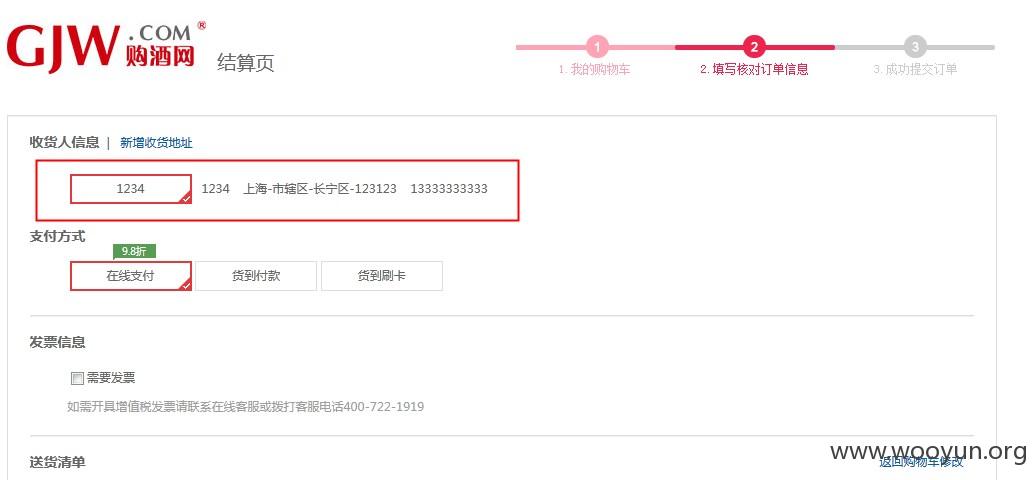 GJW.COM® 购酒网 结算页
1 2 3
1. 我的购物车 2. 填写核对订单信息 3. 成功提交订单
收货人信息 | 新增收货地址
1234 1234 上海-市辖区-长宁区-123123 13333333333
支付方式
9.8折
在线支付 货到付款 货到刷卡
发票信息
需要发票
如需开具增值税发票请联系在线客服或拨打客服电话400-722-1919
www.wooyun.org
送货清单 返回购物车修改